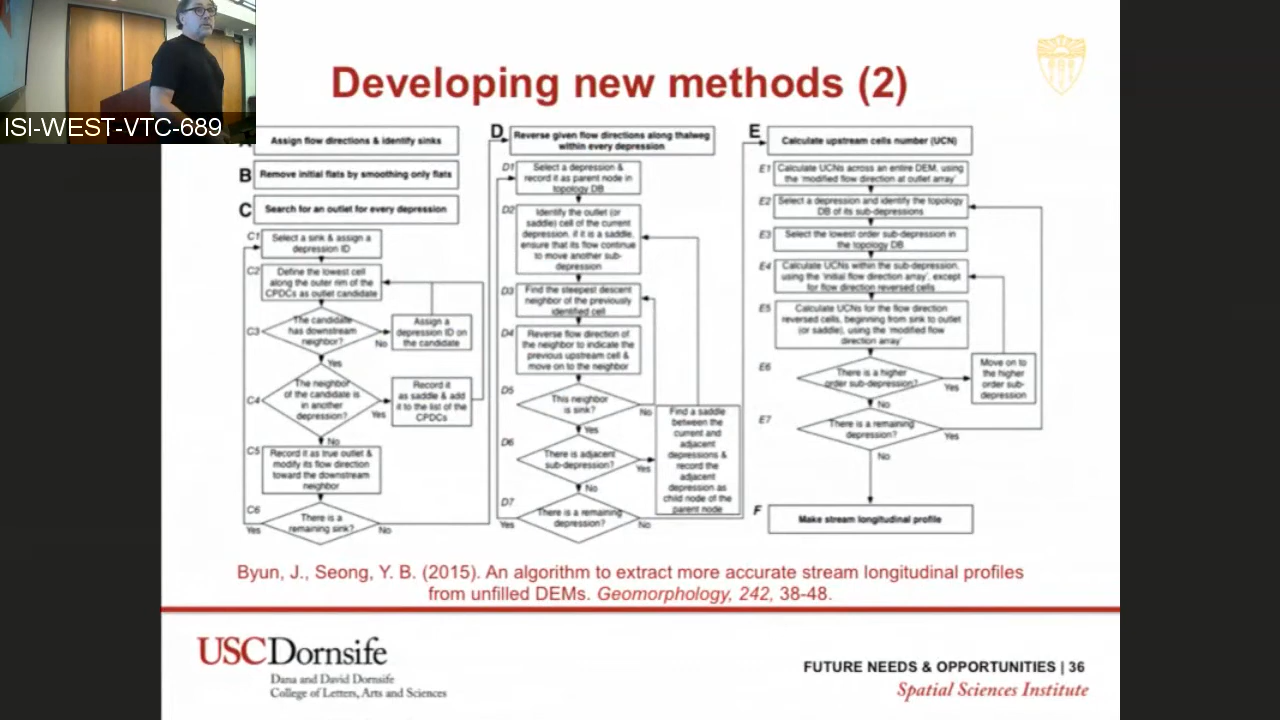 ISI-WEST-VTC-689
Developing new methods (2)
Assign flow directions & identify sinks
B
Remove initial flats by smoothing only flats
C
Search for an outlet for every depression
C1
Select a sink & assign a
depression ID
C2
Define the lowest cell
along the outer rim of the
CPDCs as outlet candidate
C3
The candidate
has downstream
neighbor?
No
Assign a
depression ID on
the candidate
Yes
C4
The neighbor
of the candidate is
in another
depression?
Yes
Record it
as saddle & add
it to the list of the
CPDCs
No
C5
Record it as true outlet &
modify its flow direction
toward the downstream
neighbor
C6
There is a
remaining sink?
Yes
No
D
Reverse given flow directions along thalweg
within every depression
D1
Select a depression &
record it as parent node in
topology DB
D2
Identify the outlet (or
saddle) cell of the current
depression. if it is a saddle,
ensure that its flow continue
to move another sub-
depression
D3
Find the steepest descent
neighbor of the previously
identified cell
D4
Reverse flow direction of
the neighbor to indicate the
previous upstream cell &
move on to the neighbor
D5
This neighbor
is sink?
No
Yes
D6
There is adjacent
sub-depression?
Yes
No
Find a saddle
between the
current and
adjacent
depressions &
record the
adjacent
depression as
child node of the
parent node
D7
There is a remaining
depression?
Yes
No
E
Calculate upstream cells number (UCN)
E1
Calculate UCNs across an entire DEM, using
the 'modified flow direction at outlet array'
E2
Select a depression and identify the topology
DB of its sub-depressions
E3
Select the lowest order sub-depression in
the topology DB
E4
Calculate UCNs within the sub-depression,
using the 'initial flow direction array', except
for flow direction reversed cells
E5
Calculate UCNs for the flow direction
reversed cells, beginning from sink to outlet
(or saddle), using the 'modified flow
direction array'
E6
There is a higher
order sub-depression?
Yes
Move on to
the higher
order sub-
depression
No
E7
There is a remaining
depression?
Yes
No
F
Make stream longitudinal profile
Byun, J., Seong, Y. B. (2015). An algorithm to extract more accurate stream longitudinal profiles
from unfilled DEMs. Geomorphology, 242, 38-48.
USCDornsife
Dana and David Dornsife
College of Letters, Arts and Sciences
FUTURE NEEDS & OPPORTUNITIES | 36
Spatial Sciences Institute